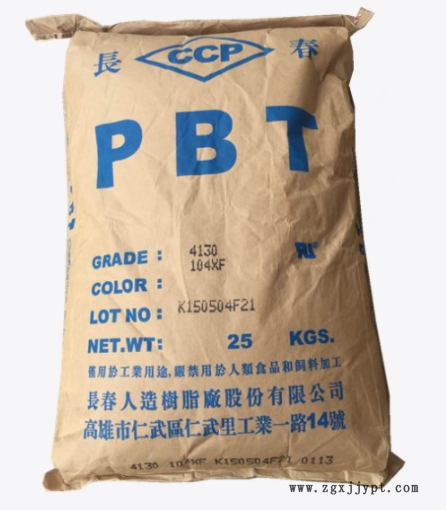 長 CCP 春
PBT
GRADE : 4130
104XF
COLOR :
LOT NO : K150504F21
NET.WT: 25 KGS.
僅用於工業用途,嚴禁用於人類食品和飼料加工
長春人造樹脂廠股份有限公司
高雄市仁武區仁武里工業一路14號
4130 104XF K150504F21 0113
www.zgxjjypt.com